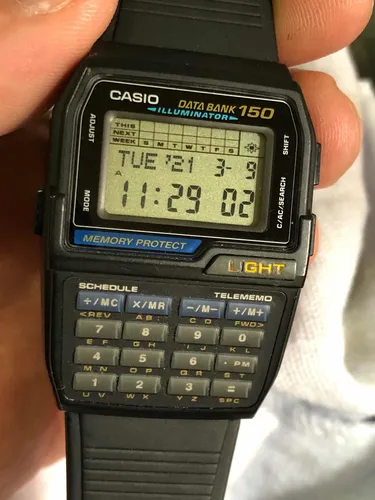 CASIO
DATA BANK 150
ILLUMINATOR
ADJUST
SHIFT
THIS
NEXT
WEEK S M T W T F S
TUE '21 3- 9
A
11:29 02
MODE
C/AC/SEARCH
MEMORY PROTECT
LIGHT
SCHEDULE TELEMEMO
÷/MC ×/MR −/M− +/M+
<REV A B C D FWD>
7 8 9 0
E F G H I J K L
4 5 6
M N O P Q R S T
1 2 3 =
U V W X Y Z SPC